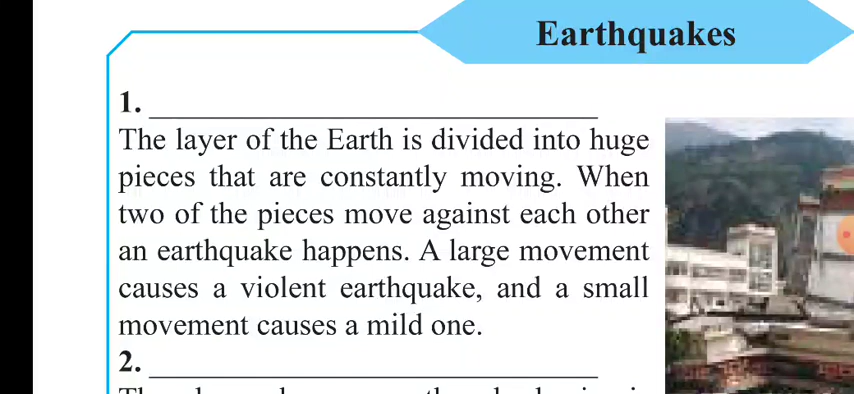 Earthquakes
1. ________________________________
The layer of the Earth is divided into huge
pieces that are constantly moving. When
two of the pieces move against each other
an earthquake happens. A large movement
causes a violent earthquake, and a small
movement causes a mild one.
2. ________________________________